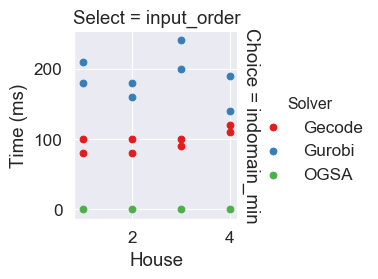 Select = input_order
Time (ms)
200
100
0
2
4
House
Choice = indomain_min
Solver
Gecode
Gurobi
OGSA